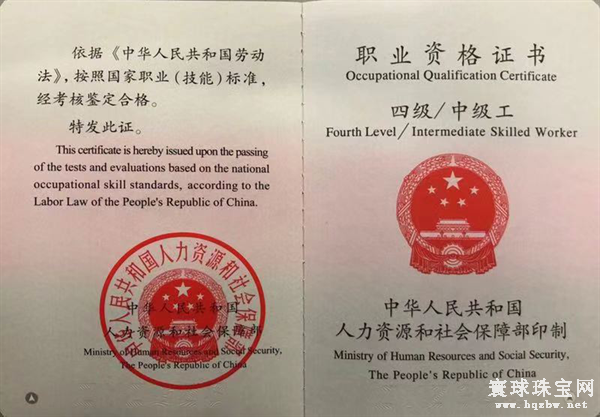 依据《中华人民共和国劳动
法》，按照国家职业（技能）标准，
经考核鉴定合格。
特发此证。
This certificate is hereby issued upon the passing
of the tests and evaluations based on the national
occupational skill standards, according to the
Labor Law of the People's Republic of China.
中华人民共和国人力资源和社会保障部
中华人民共和国
人力资源和社会保障部
Ministry of Human Resources and Social Security,
The People's Republic of China
职业资格证书
Occupational Qualification Certificate
四级/中级工
Fourth Level/Intermediate Skilled Worker
中华人民共和国
人力资源和社会保障部印制
Ministry of Human Resources and Social Security,
The People's Republic of China
寰球珠宝网
www.hqzbw.net